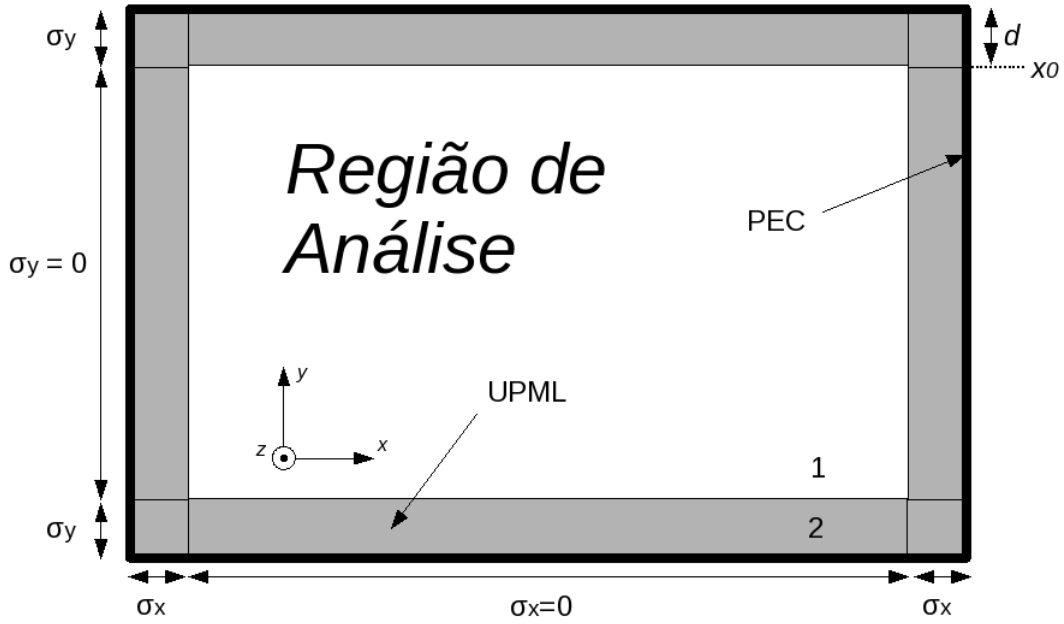 σy
d
x0
Região de
Análise
PEC
σy = 0
UPML
y
z
x
1
σy
2
σx
σx=0
σx